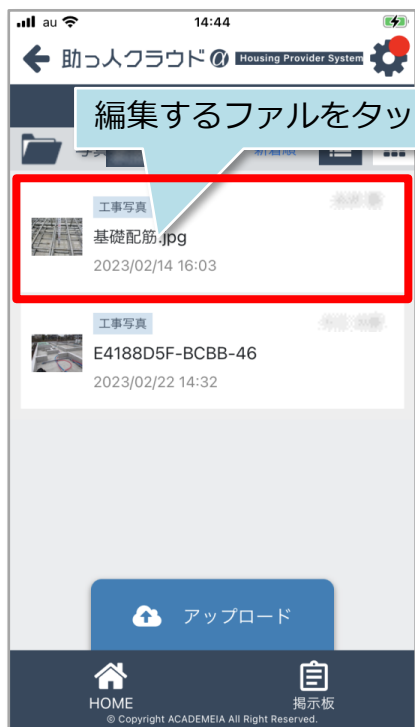 au 14:44
助っ人クラウドα Housing Provider System
編集するファルをタッ
新着順
工事写真
基礎配筋.jpg
2023/02/14 16:03
工事写真
E4188D5F-BCBB-46
2023/02/22 14:32
アップロード
HOME 掲示板
© Copyright ACADEMEIA All Right Reserved.